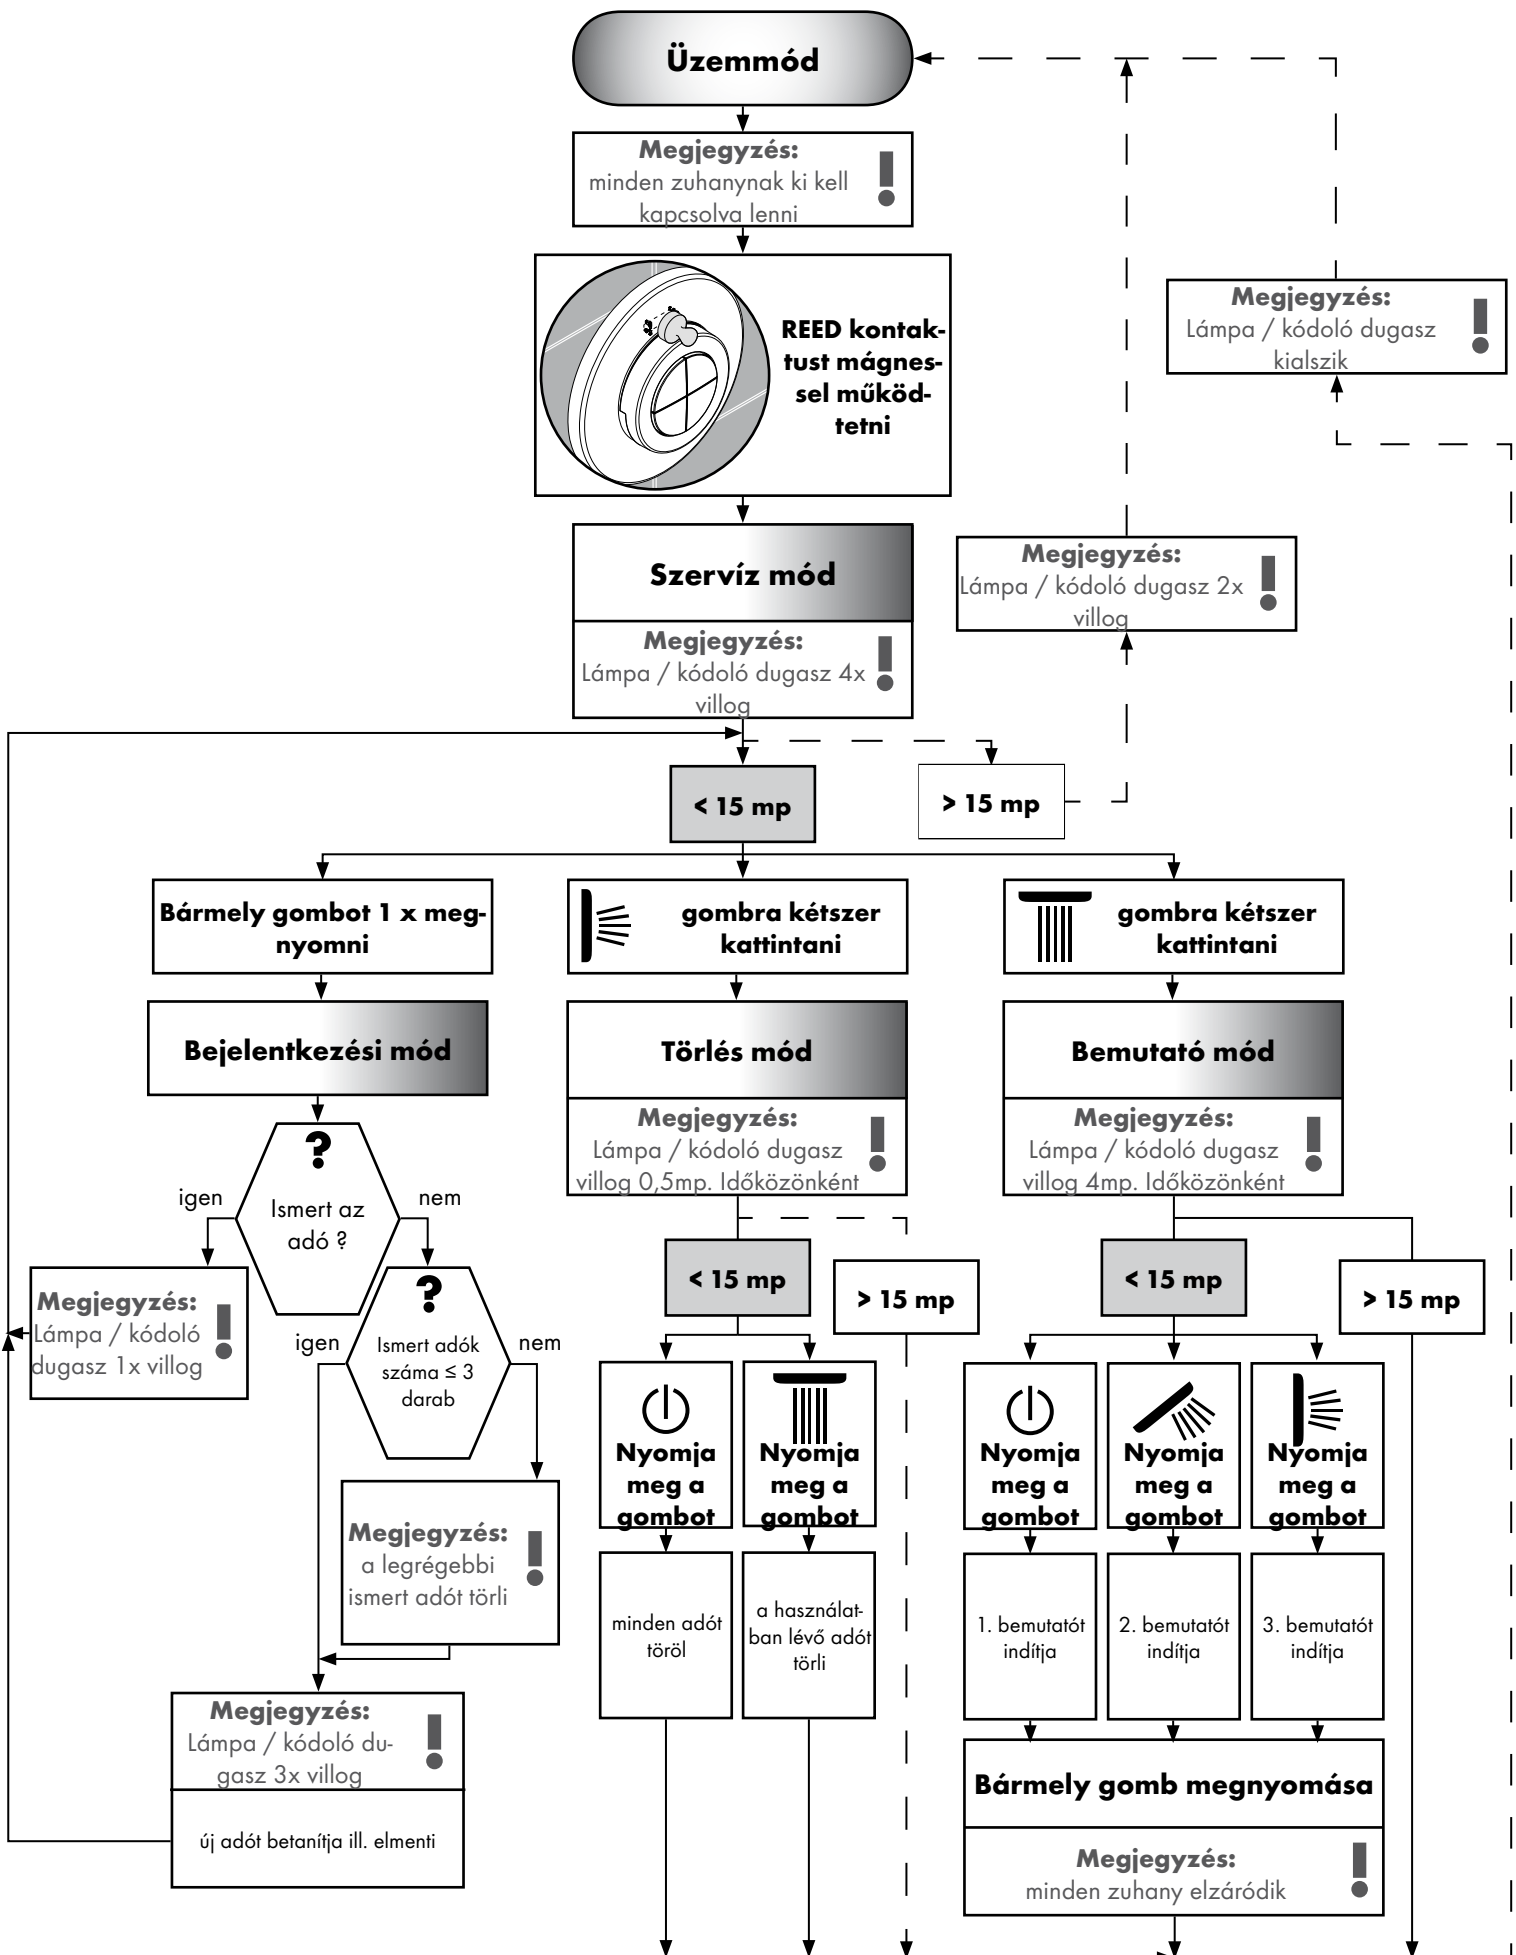 Üzemmód
Megjegyzés:
minden zuhanynak ki kell
kapcsolva lenni
REED kontak-
tust mágnes-
sel működ-
tetni
Megjegyzés:
Lámpa / kódoló dugasz
kialszik
Szervíz mód
Megjegyzés:
Lámpa / kódoló dugasz 4x
villog
Megjegyzés:
Lámpa / kódoló dugasz 2x
villog
< 15 mp
> 15 mp
Bármely gombot 1 x meg-
nyomni
gombra kétszer
kattintani
gombra kétszer
kattintani
Bejelentkezési mód
Törlés mód
Megjegyzés:
Lámpa / kódoló dugasz
villog 0,5mp. Időközönként
Bemutató mód
Megjegyzés:
Lámpa / kódoló dugasz
villog 4mp. Időközönként
?
Ismert az
adó ?
igen
nem
Megjegyzés:
Lámpa / kódoló
dugasz 1x villog
?
Ismert adók
száma ≤ 3
darab
igen
nem
Megjegyzés:
a legrégebbi
ismert adót törli
Megjegyzés:
Lámpa / kódoló du-
gasz 3x villog
új adót betanítja ill. elmenti
< 15 mp
> 15 mp
Nyomja
meg a
gombot
Nyomja
meg a
gombot
minden adót
töröl
a használat-
ban lévő adót
törli
< 15 mp
> 15 mp
Nyomja
meg a
gombot
Nyomja
meg a
gombot
Nyomja
meg a
gombot
1. bemutatót
indítja
2. bemutatót
indítja
3. bemutatót
indítja
Bármely gomb megnyomása
Megjegyzés:
minden zuhany elzáródik